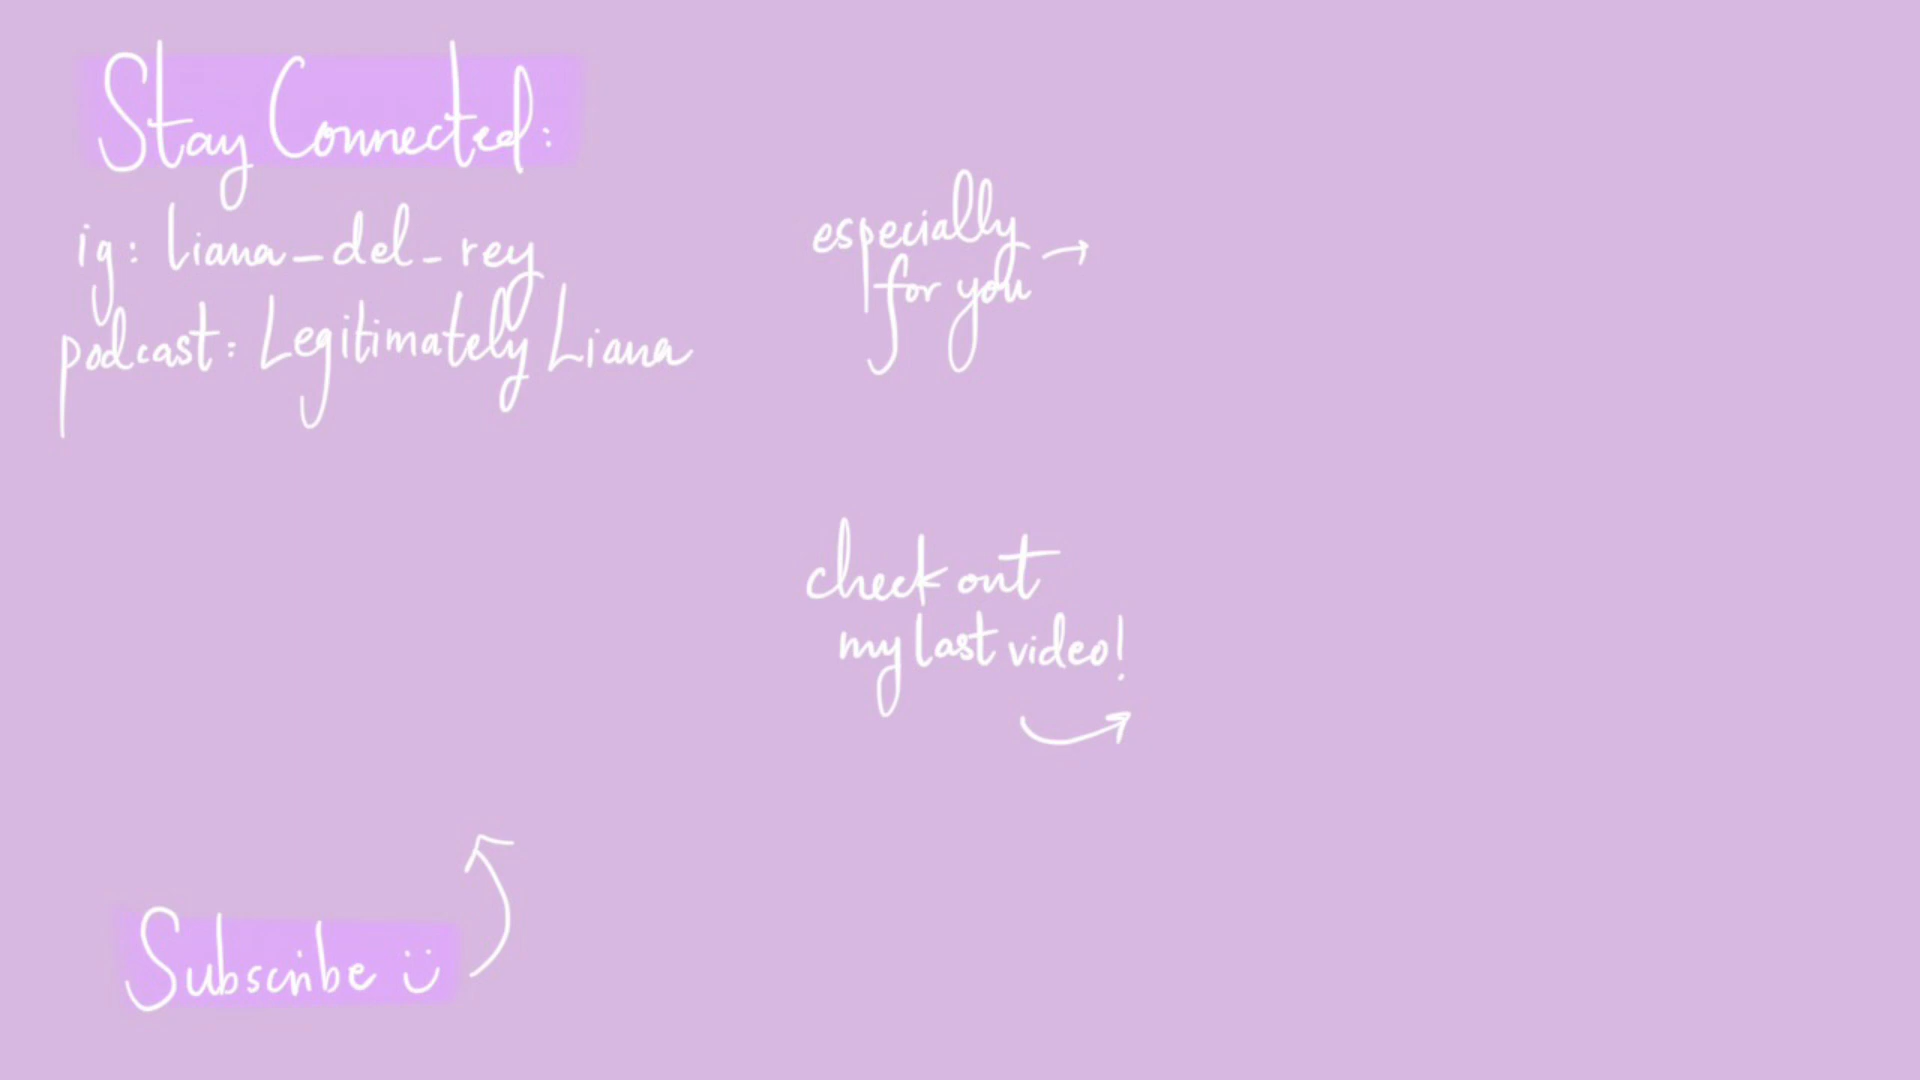 Stay Connected:
ig: liana_del_rey
podcast: Legitimately Liana
especially
for you
check out
my last video!
Subscribe